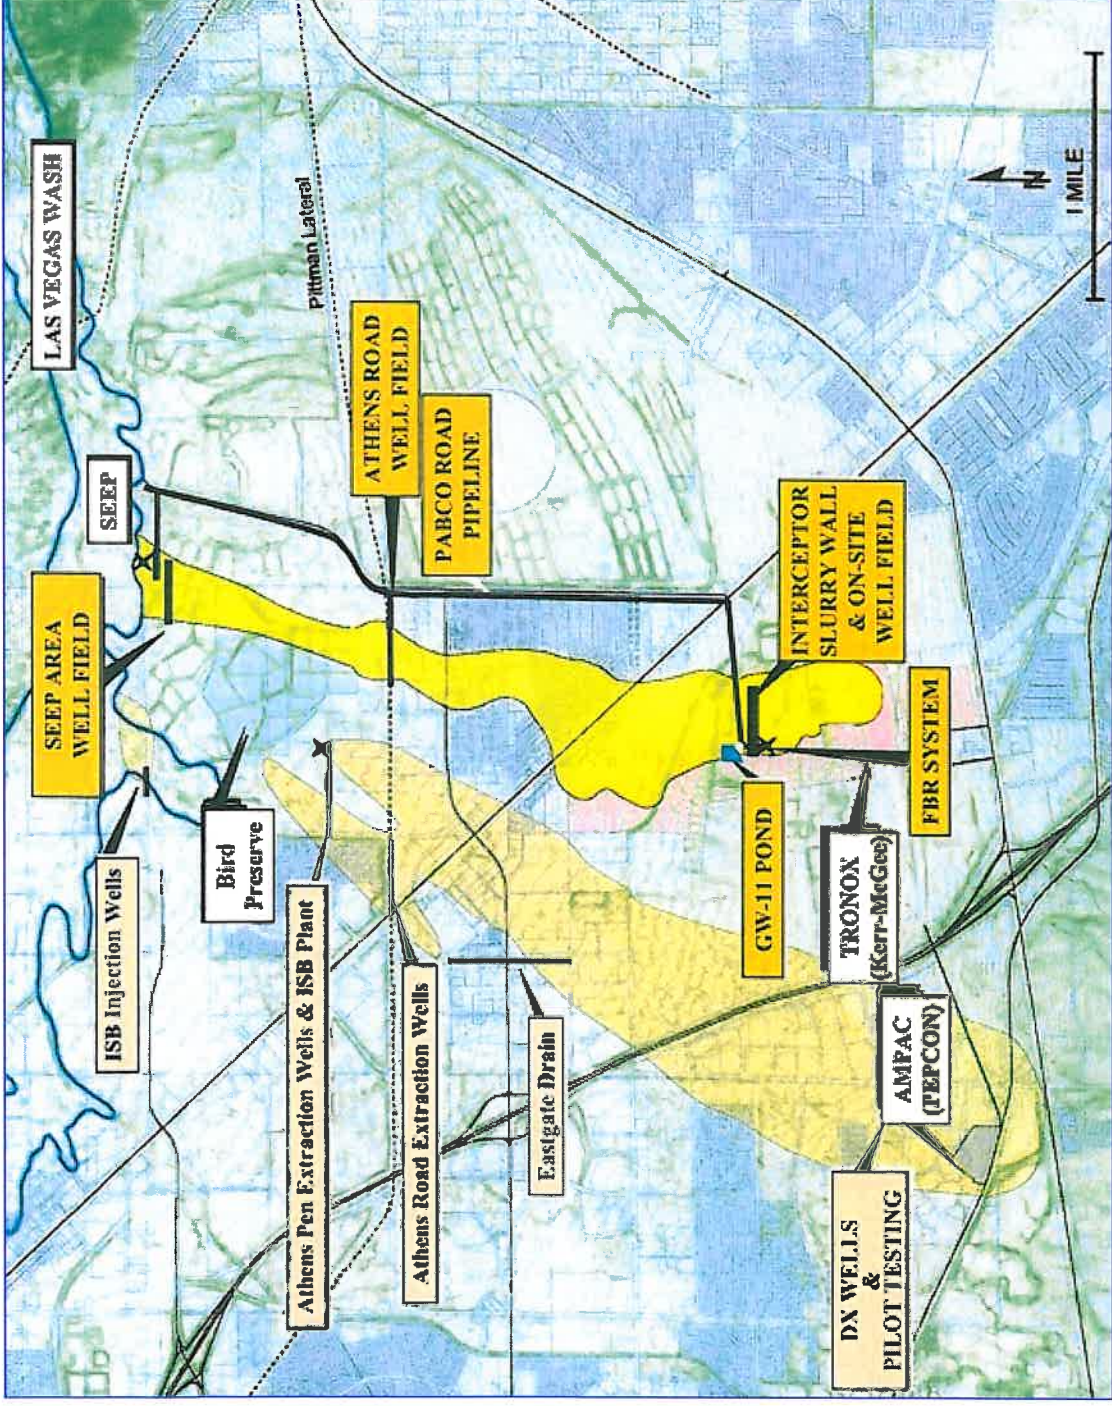 LAS VEGAS WASH
SEEP
SEEP AREA
WELL FIELD
ISB Injection Wells
Bird
Preserve
Pittman Lateral
ATHENS ROAD
WELL FIELD
PABCO ROAD
PIPELINE
Athens Pen Extraction Wells & ISB Plant
Athens Road Extraction Wells
Eastgate Drain
INTERCEPTOR
SLURRY WALL
& ON-SITE
WELL FIELD
GW-11 POND
FBR SYSTEM
TRONOX
(Kerr-McGee)
AMPAC
(PEPCON)
DX WELLS
&
PILOT TESTING
N
1 MILE